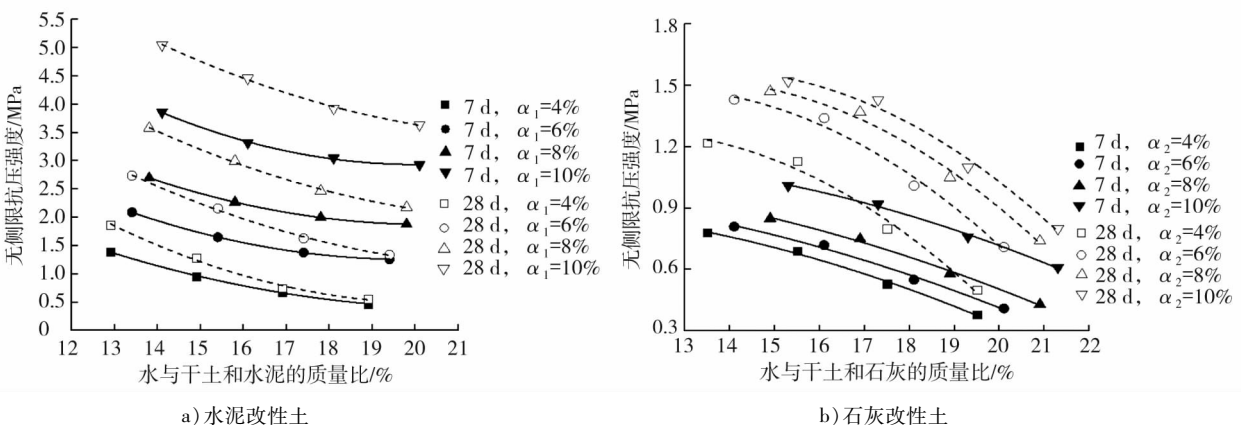 5.5
5.0
4.5
4.0
3.5
3.0
2.5
2.0
1.5
1.0
0.5
0
无侧限抗压强度/MPa
12 13 14 15 16 17 18 19 20 21
水与干土和水泥的质量比/%
7 d， α1=4%
7 d， α1=6%
7 d， α1=8%
7 d， α1=10%
28 d， α1=4%
28 d， α1=6%
28 d， α1=8%
28 d， α1=10%
a)水泥改性土
1.8
1.5
1.2
0.9
0.6
0.3
无侧限抗压强度/MPa
13 14 15 16 17 18 19 20 21 22
水与干土和石灰的质量比/%
7 d， α2=4%
7 d， α2=6%
7 d， α2=8%
7 d， α2=10%
28 d， α2=4%
28 d， α2=6%
28 d， α2=8%
28 d， α2=10%
b)石灰改性土